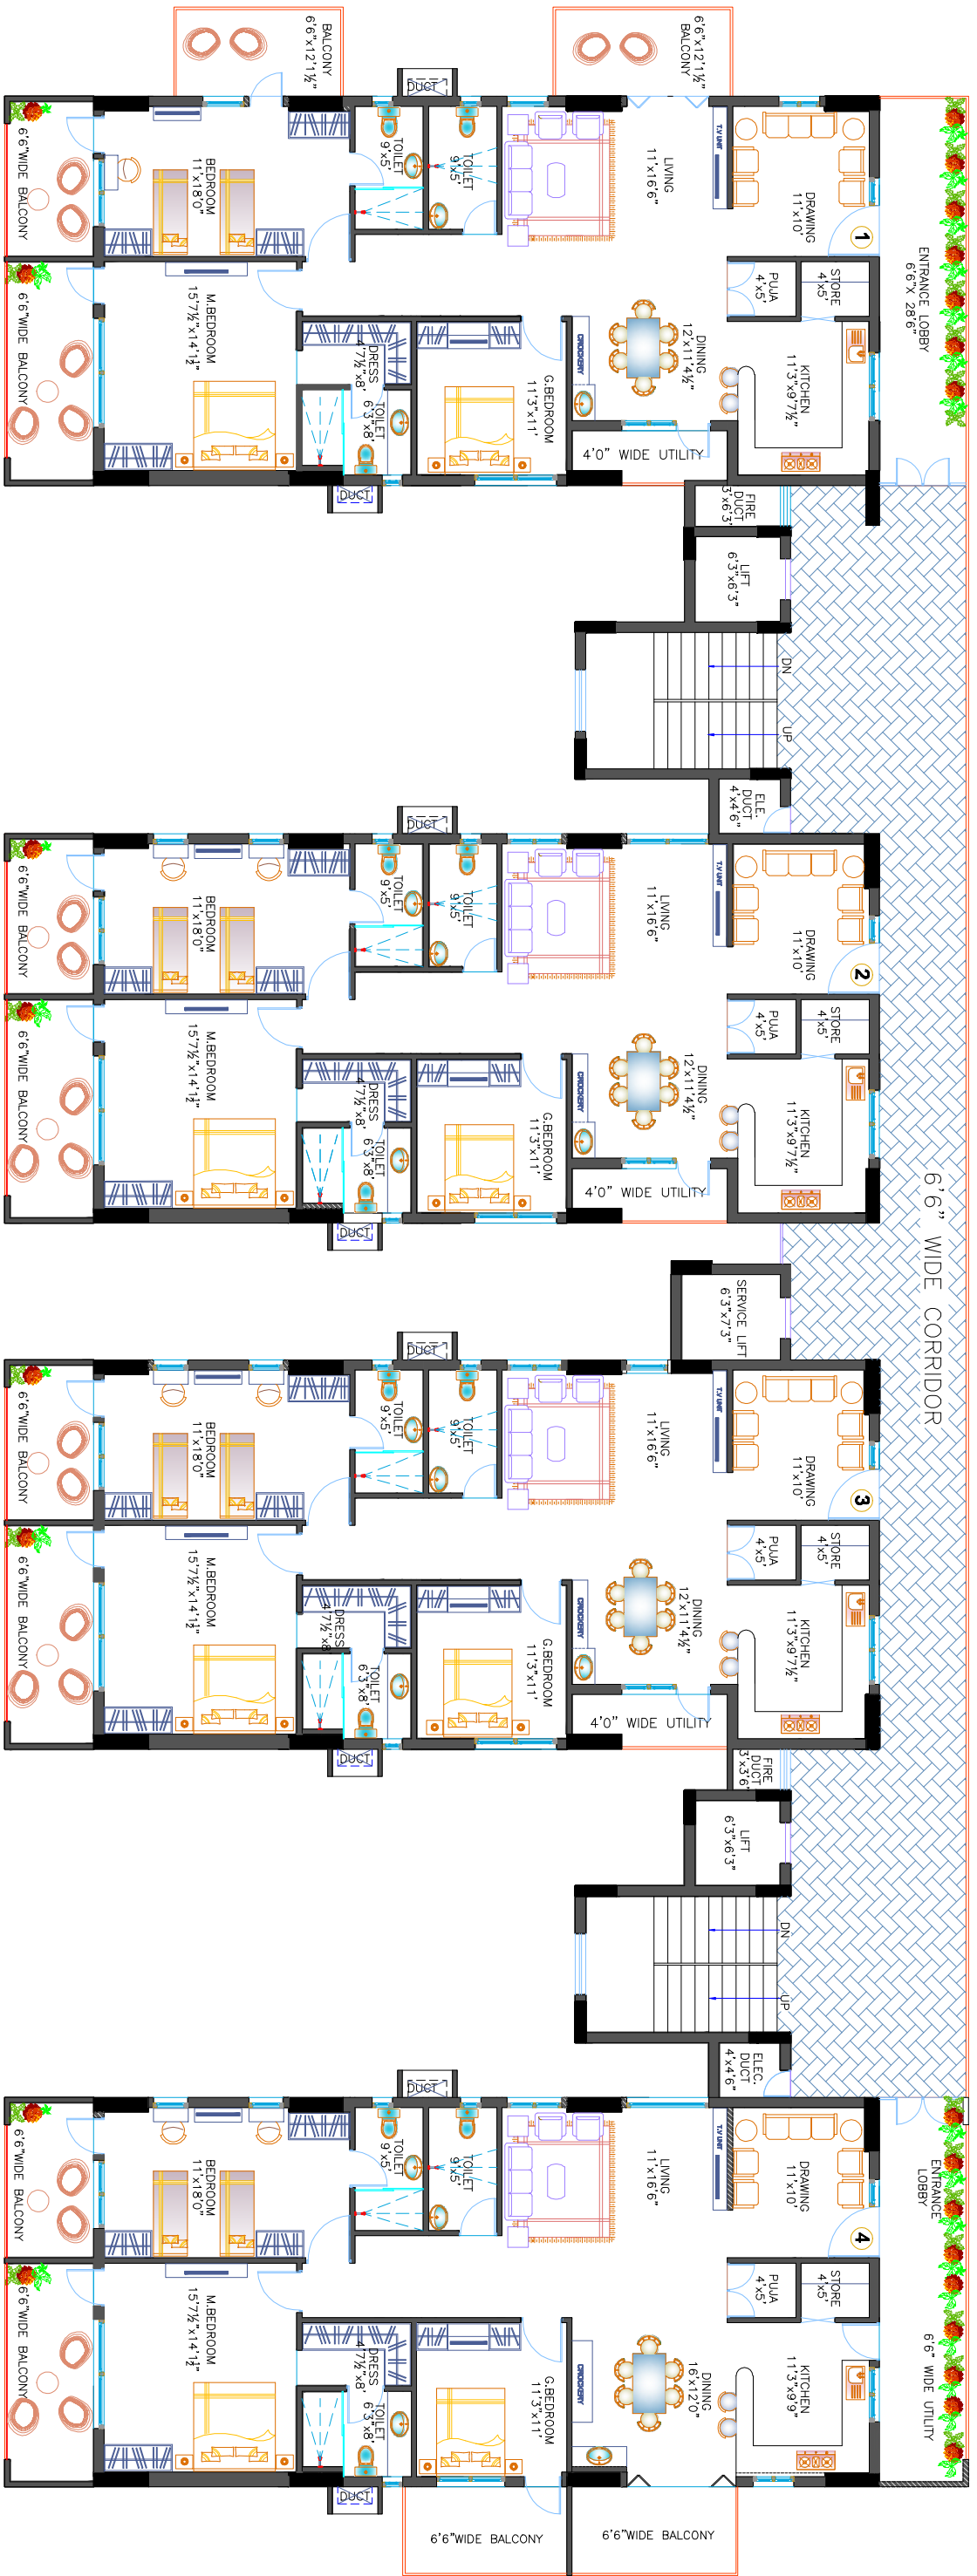 BALCONY
6'6"x12'1½"
6'6"x12'1½"
BALCONY
DUCT
6'6"WIDE BALCONY
BEDROOM
11'x18'0"
TOILET
9'x5'
TOILET
9'x5'
LIVING
11'x16'6"
T.V UNIT
DRAWING
11'x10'
1
ENTRANCE LOBBY
6'6"X 28'6"
6'6"WIDE BALCONY
M.BEDROOM
15'7½"x14'1½"
DRESS
4'7½"x8'
TOILET
6'3"x8'
G.BEDROOM
11'3"x11'
CROCKERY
DINING
12'x11'4½"
PUJA
4'x5'
STORE
4'x5'
KITCHEN
11'3"x9'7½"
4'0" WIDE UTILITY
DUCT
FIRE
DUCT
3'x6'3"
LIFT
6'3"x6'3"
DN
UP
ELE.
DUCT
4'x4'6"
DUCT
6'6"WIDE BALCONY
BEDROOM
11'x18'0"
TOILET
9'x5'
TOILET
9'x5'
LIVING
11'x16'6"
T.V UNIT
DRAWING
11'x10'
2
6'6"WIDE BALCONY
M.BEDROOM
15'7½"x14'1½"
DRESS
4'7½"x8'
TOILET
6'3"x8'
G.BEDROOM
11'3"x11'
CROCKERY
DINING
12'x11'4½"
PUJA
4'x5'
STORE
4'x5'
KITCHEN
11'3"x9'7½"
4'0" WIDE UTILITY
DUCT
6'6" WIDE CORRIDOR
SERVICE LIFT
6'3"x7'3"
DUCT
6'6"WIDE BALCONY
BEDROOM
11'x18'0"
TOILET
9'x5'
TOILET
9'x5'
LIVING
11'x16'6"
T.V UNIT
DRAWING
11'x10'
3
6'6"WIDE BALCONY
M.BEDROOM
15'7½"x14'1½"
DRESS
4'7½"x8'
TOILET
6'3"x8'
G.BEDROOM
11'3"x11'
CROCKERY
DINING
12'x11'4½"
PUJA
4'x5'
STORE
4'x5'
KITCHEN
11'3"x9'7½"
4'0" WIDE UTILITY
DUCT
FIRE
DUCT
3'x3'6"
LIFT
6'3"x6'3"
DN
UP
ELEC.
DUCT
4'x4'6"
DUCT
6'6"WIDE BALCONY
BEDROOM
11'x18'0"
TOILET
9'x5'
TOILET
9'x5'
LIVING
11'x16'6"
T.V UNIT
DRAWING
11'x10'
4
ENTRANCE
LOBBY
6'6"WIDE BALCONY
M.BEDROOM
15'7½"x14'1½"
DRESS
4'7½"x8'
TOILET
6'3"x8'
G.BEDROOM
11'3"x11'
CROCKERY
DINING
16'x12'0"
PUJA
4'x5'
STORE
4'x5'
KITCHEN
11'3"x9'9"
6'6" WIDE UTILITY
DUCT
6'6"WIDE BALCONY
6'6"WIDE BALCONY